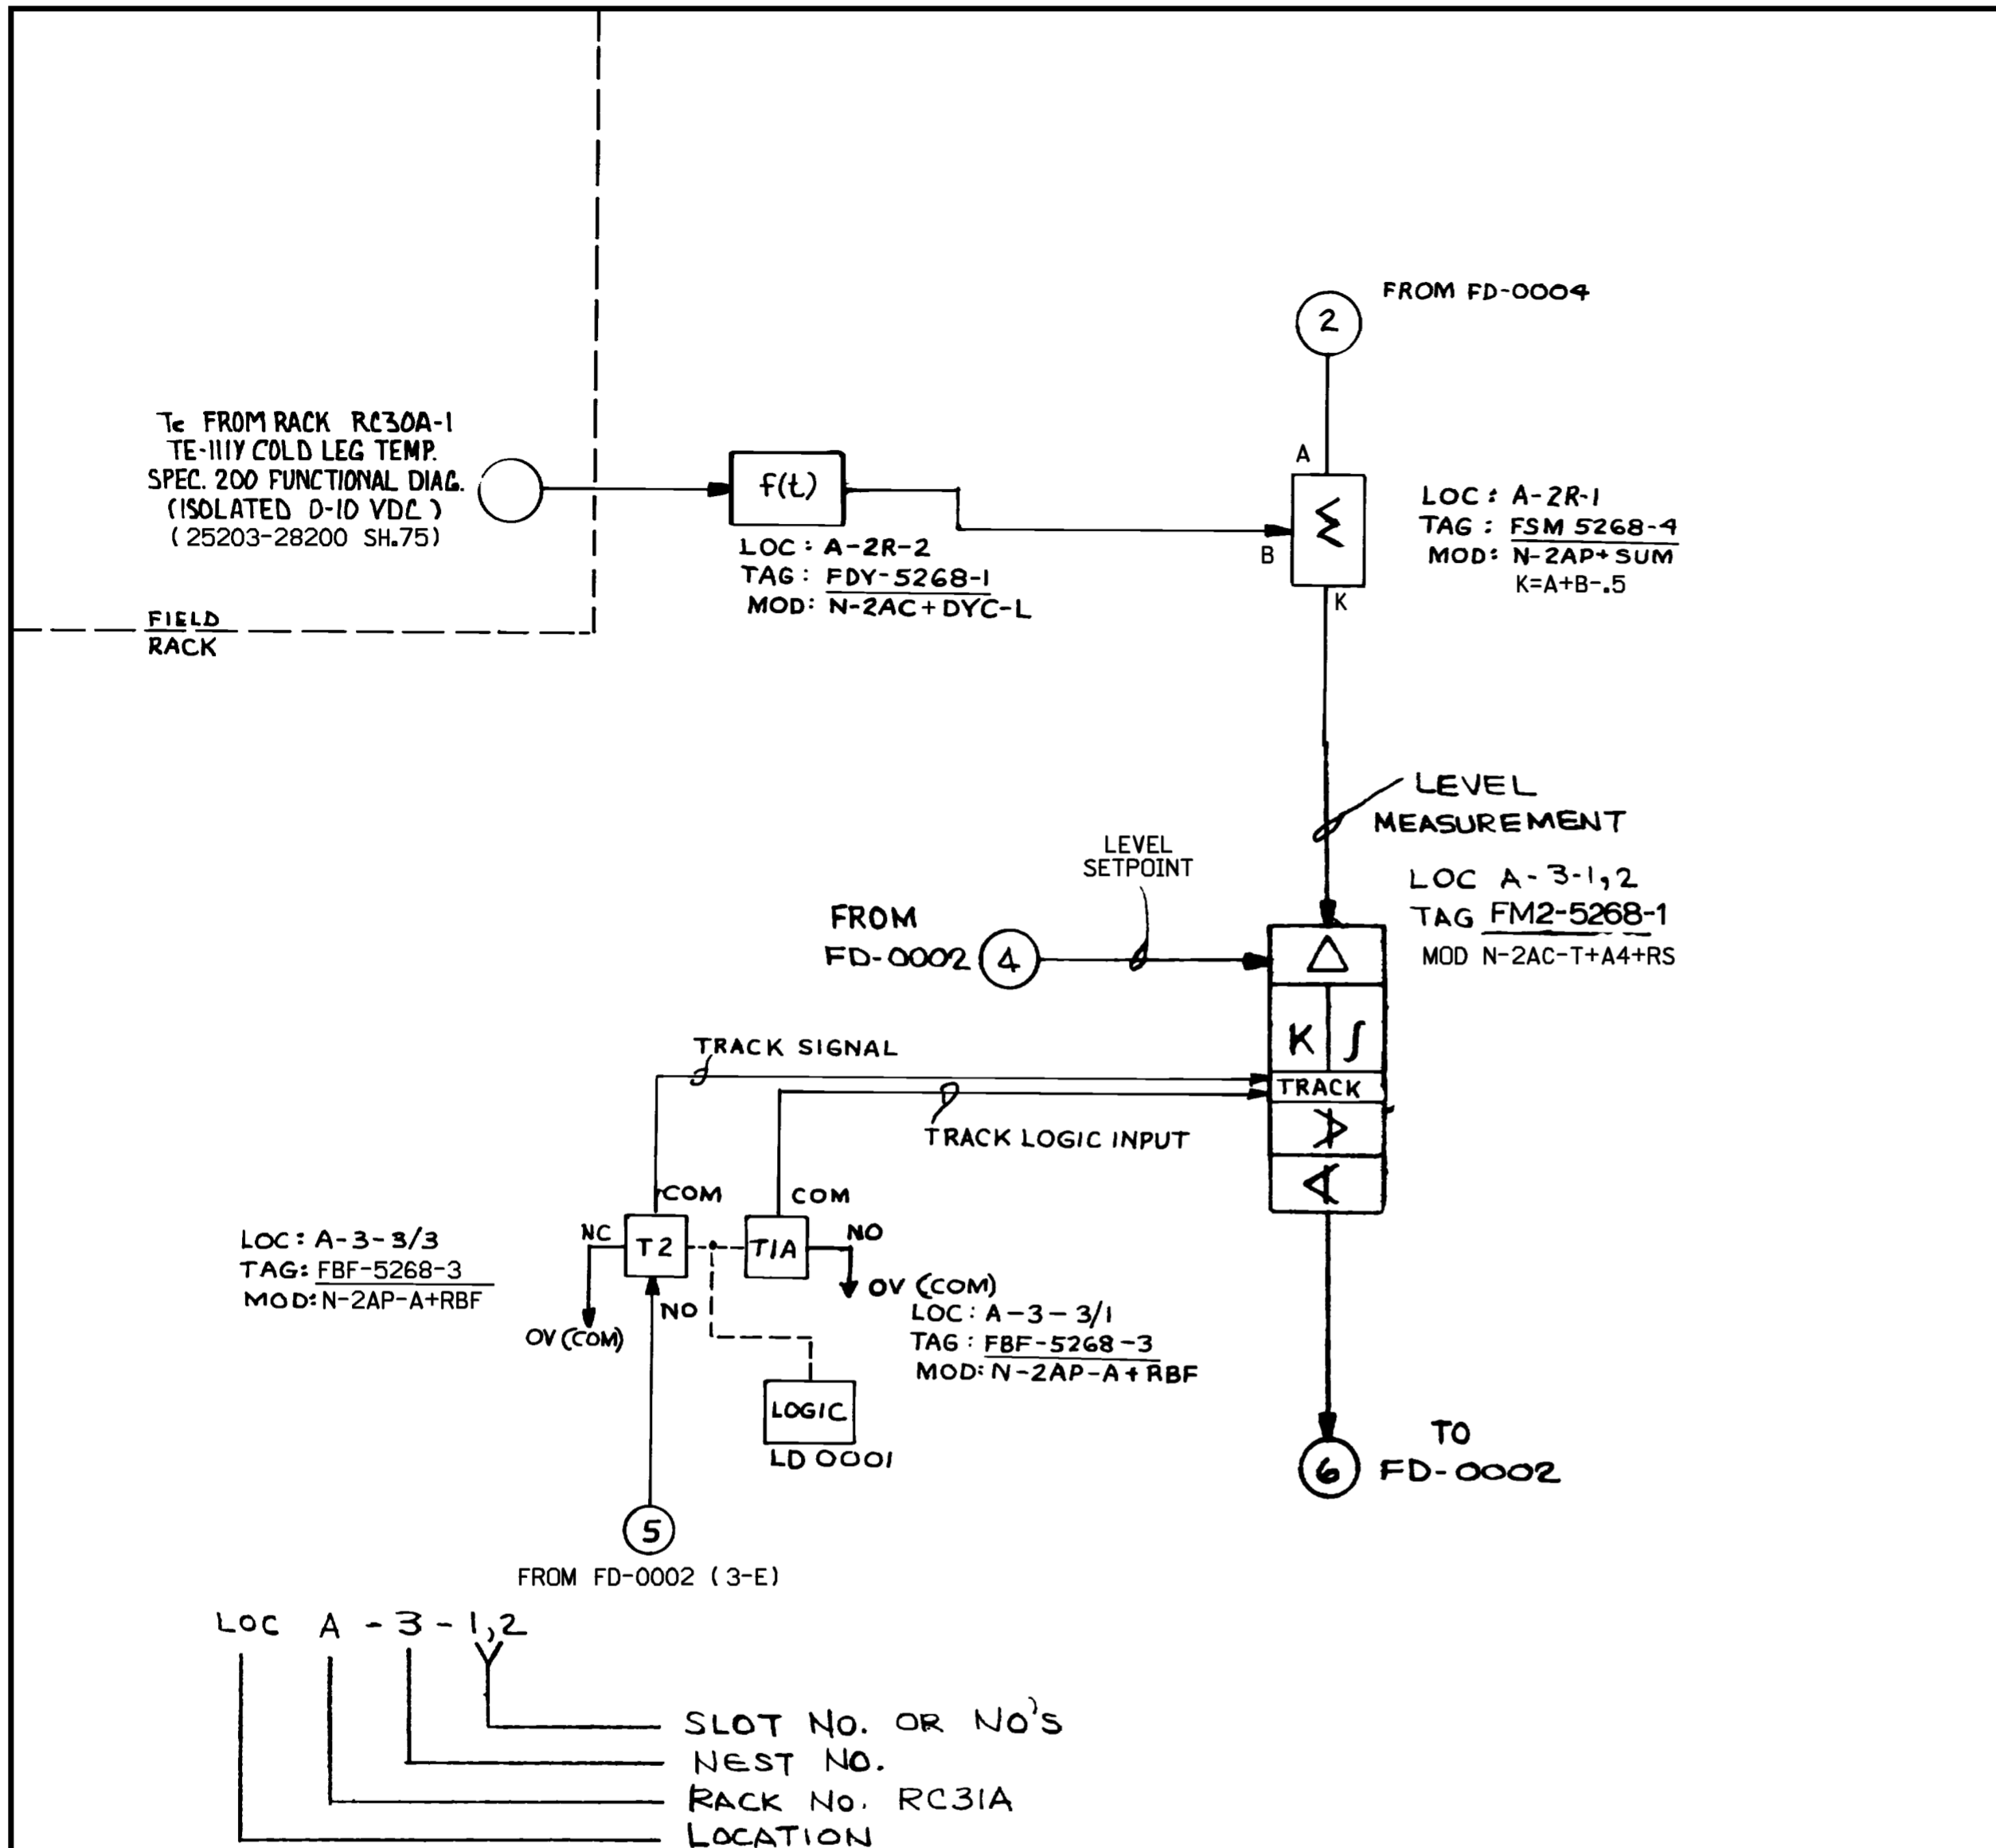 FROM FD-0004
2
Tc FROM RACK RC30A-1
TE-111Y COLD LEG TEMP.
SPEC. 200 FUNCTIONAL DIAG.
(ISOLATED 0-10 VDC)
(25203-28200 SH.75)
f(t)
LOC: A-2R-2
TAG: FDY-5268-1
MOD: N-2AC+DYC-L
A
B
Σ
K
LOC: A-2R-1
TAG: FSM 5268-4
MOD: N-2AP+SUM
K=A+B-.5
FIELD
RACK
LEVEL
MEASUREMENT
LEVEL
SETPOINT
LOC A-3-1,2
TAG FM2-5268-1
MOD N-2AC-T+A4+RS
FROM
FD-0002
4
Δ
K ∫
TRACK
TRACK SIGNAL
TRACK LOGIC INPUT
COM
COM
NC
T2
T1A
NO
NO
OV (COM)
OV (COM)
LOC: A-3-3/3
TAG: FBF-5268-3
MOD: N-2AP-A+RBF
LOC: A-3-3/1
TAG: FBF-5268-3
MOD: N-2AP-A+RBF
LOGIC
LD 0001
TO
FD-0002
6
5
FROM FD-0002 (3-E)
LOC A-3-1,2
SLOT NO. OR NO'S
NEST NO.
RACK NO. RC31A
LOCATION